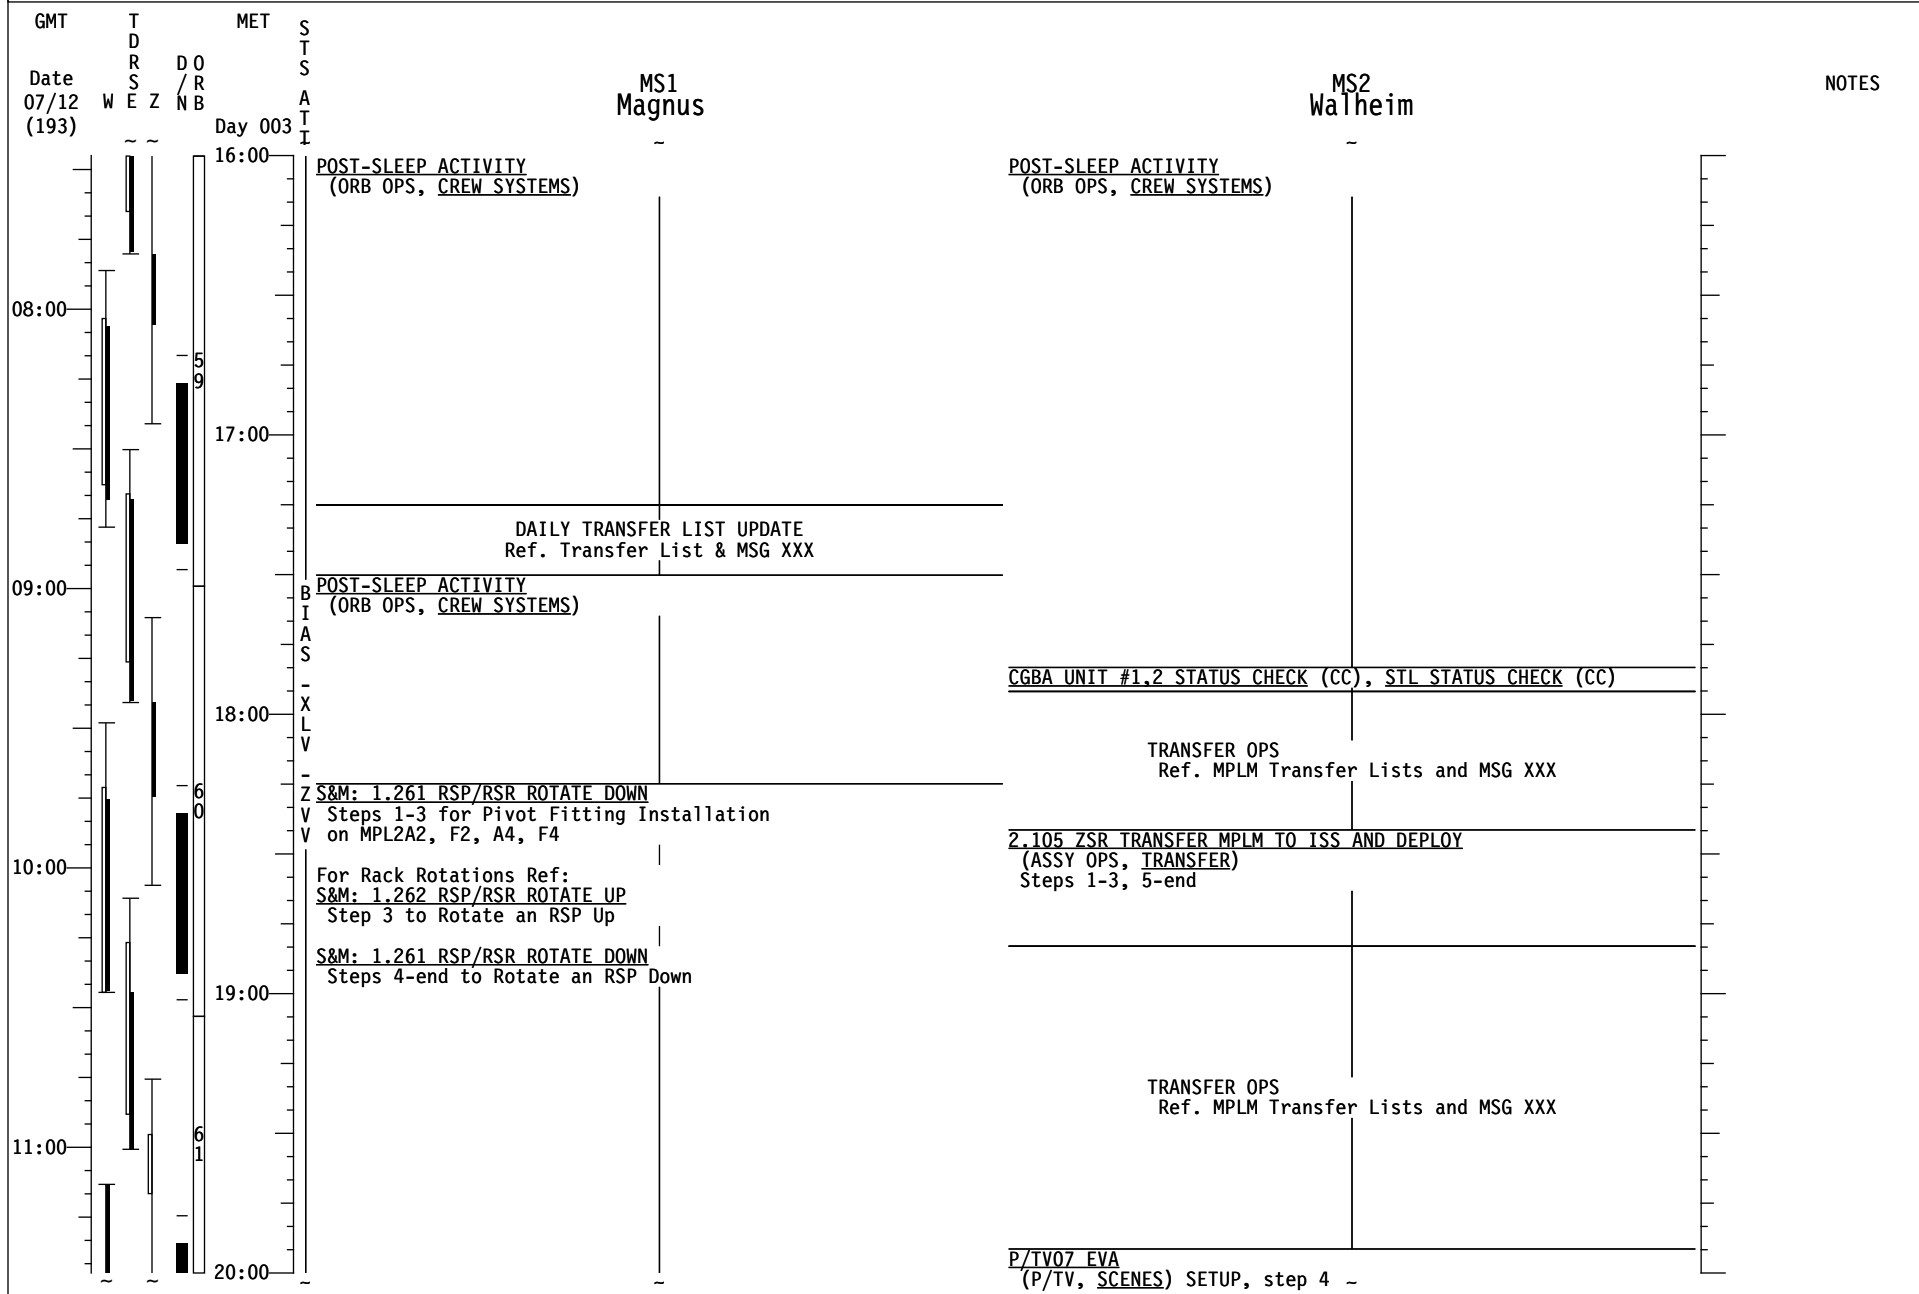 GMT
TDRSE
MET
STS ATT
D/N
ORB
Date
07/12
(193)
W E Z
Day 003
MS1
Magnus
MS2
Walheim
NOTES
16:00
POST-SLEEP ACTIVITY
(ORB OPS, CREW SYSTEMS)
POST-SLEEP ACTIVITY
(ORB OPS, CREW SYSTEMS)
08:00
59
17:00
DAILY TRANSFER LIST UPDATE
Ref. Transfer List & MSG XXX
09:00
BIAS -XLV -ZVV
POST-SLEEP ACTIVITY
(ORB OPS, CREW SYSTEMS)
CGBA UNIT #1,2 STATUS CHECK (CC), STL STATUS CHECK (CC)
18:00
TRANSFER OPS
Ref. MPLM Transfer Lists and MSG XXX
60
S&M: 1.261 RSP/RSR ROTATE DOWN
Steps 1-3 for Pivot Fitting Installation
on MPL2A2, F2, A4, F4
2.105 ZSR TRANSFER MPLM TO ISS AND DEPLOY
(ASSY OPS, TRANSFER)
Steps 1-3, 5-end
10:00
For Rack Rotations Ref:
S&M: 1.262 RSP/RSR ROTATE UP
Step 3 to Rotate an RSP Up
S&M: 1.261 RSP/RSR ROTATE DOWN
Steps 4-end to Rotate an RSP Down
19:00
TRANSFER OPS
Ref. MPLM Transfer Lists and MSG XXX
11:00
61
P/TV07 EVA
(P/TV, SCENES) SETUP, step 4
20:00